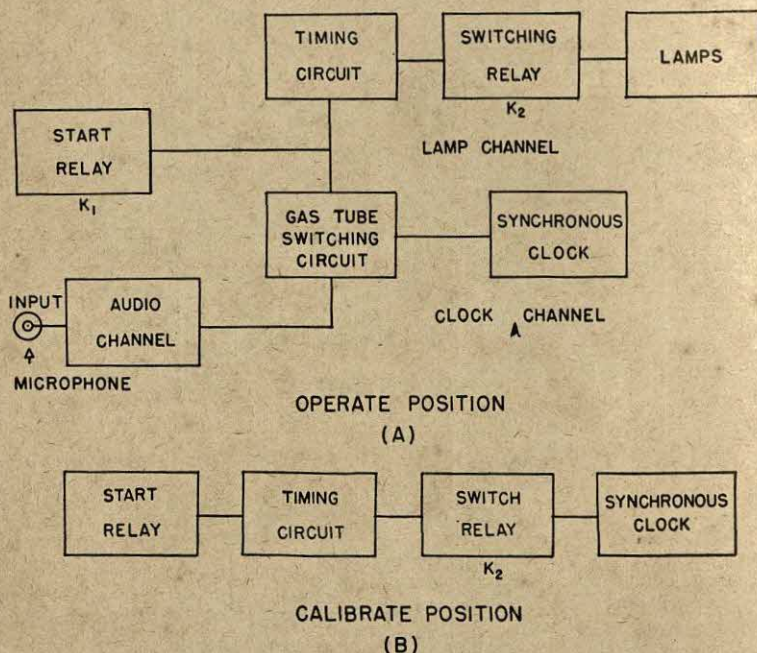 TIMING
CIRCUIT
SWITCHING
RELAY
K₂
LAMPS
START
RELAY
K₁
LAMP CHANNEL
GAS TUBE
SWITCHING
CIRCUIT
SYNCHRONOUS
CLOCK
INPUT
AUDIO
CHANNEL
MICROPHONE
CLOCK CHANNEL
OPERATE POSITION
(A)
START
RELAY
TIMING
CIRCUIT
SWITCH
RELAY
K₂
SYNCHRONOUS
CLOCK
CALIBRATE POSITION
(B)